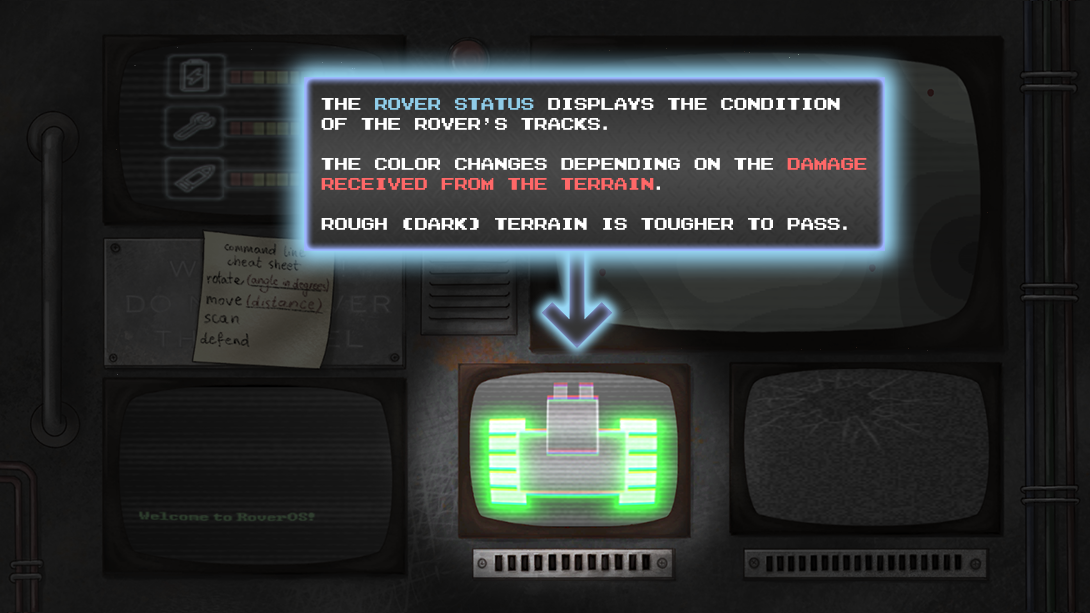 THE ROVER STATUS DISPLAYS THE CONDITION
OF THE ROVER'S TRACKS.
THE COLOR CHANGES DEPENDING ON THE DAMAGE
RECEIVED FROM THE TERRAIN.
ROUGH (DARK) TERRAIN IS TOUGHER TO PASS.
command line
cheat sheet
rotate (angle in degrees)
move (distance)
scan
defend
Welcome to RoverOS!